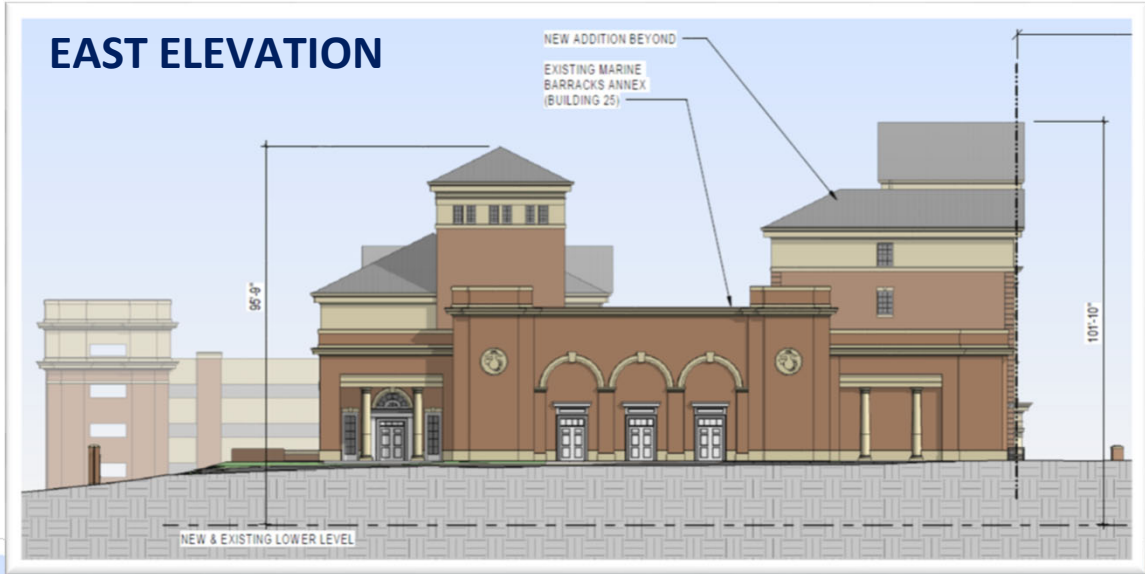 EAST ELEVATION
NEW ADDITION BEYOND
EXISTING MARINE
BARRACKS ANNEX
(BUILDING 25)
95'-9"
101'-10"
NEW & EXISTING LOWER LEVEL